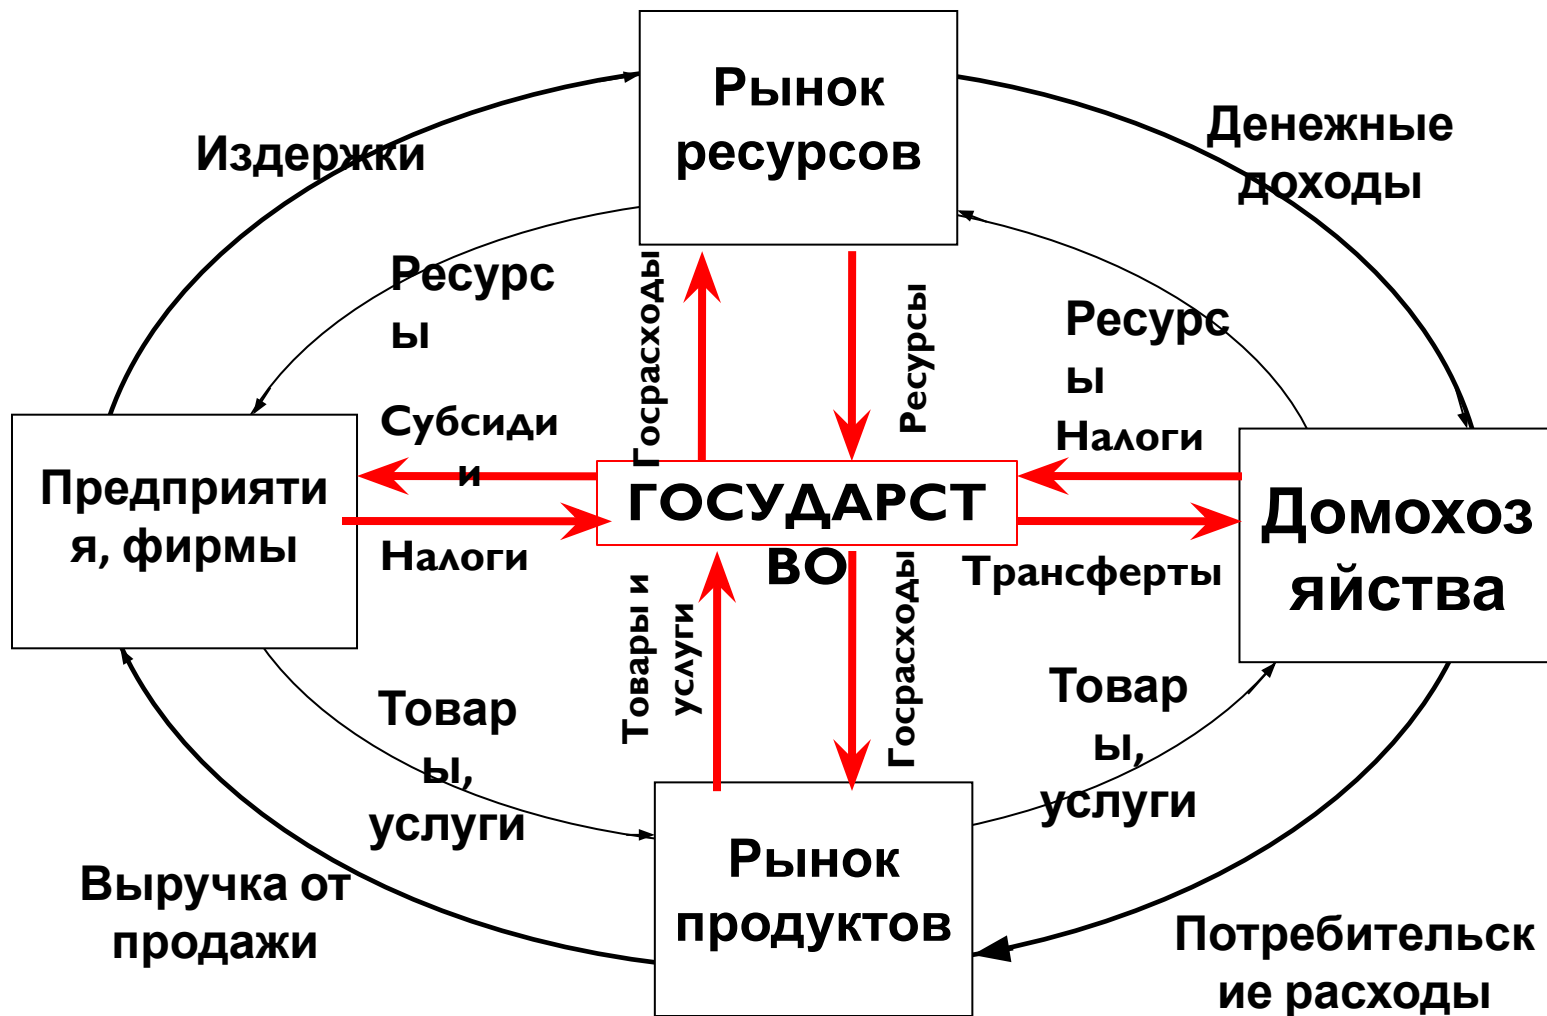 Рынок
ресурсов
Издержки
Денежные
доходы
Ресурс
ы
Госрасходы
Ресурсы
Ресурс
ы
Субсиди
и
Налоги
Предприяти
я, фирмы
ГОСУДАРСТ
ВО
Домохоз
яйства
Налоги
Трансферты
Товары и
услуги
Госрасходы
Товар
ы,
услуги
Товар
ы,
услуги
Рынок
продуктов
Выручка от
продажи
Потребительск
ие расходы